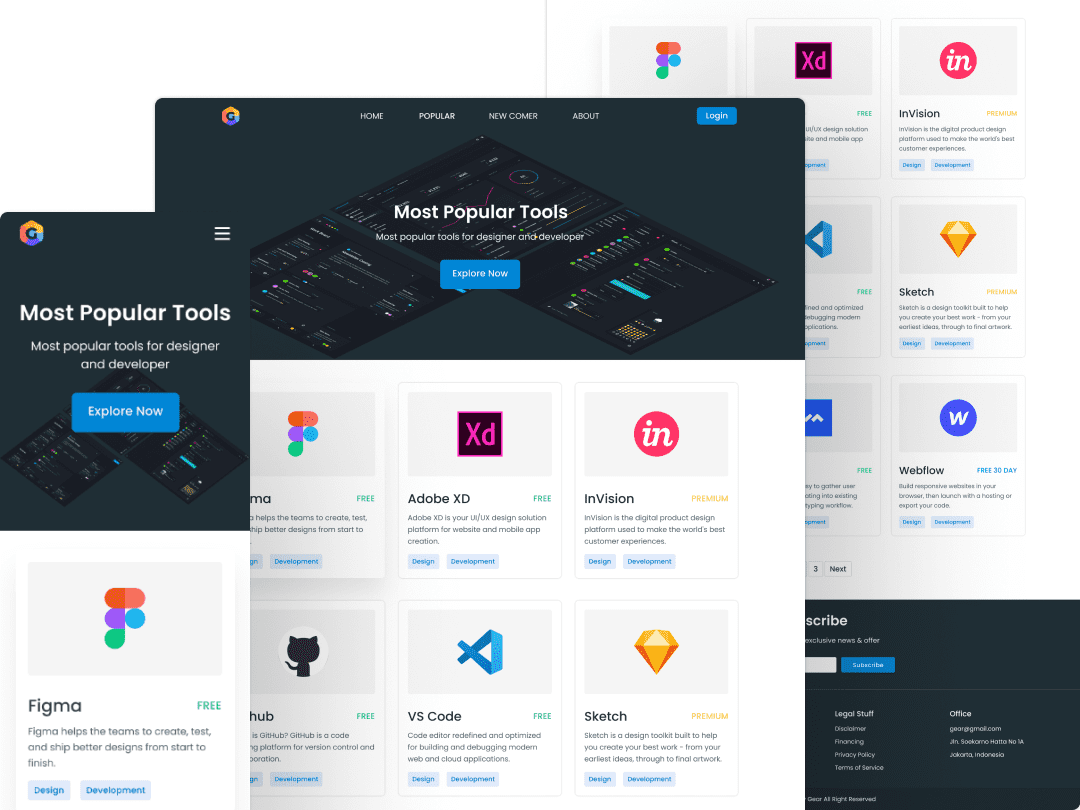 Most Popular Tools
Most popular tools for designer
and developer
Explore Now
Figma
FREE
Figma helps the teams to create, test,
and ship better designs from start to
finish.
Design
Development
HOME
POPULAR
NEW COMER
ABOUT
Login
Most Popular Tools
Most popular tools for designer and developer
Explore Now
ma
FREE
helps the teams to create, test,
hip better designs from start to
gn
Development
Xd
Adobe XD
FREE
Adobe XD is your UI/UX design solution
platform for website and mobile app
creation.
Design
Development
in
InVision
PREMIUM
InVision is the digital product design
platform used to make the world's best
customer experiences.
Design
Development
hub
FREE
is GitHub? GitHub is a code
ng platform for version control and
boration.
gn
Development
VS Code
FREE
Code editor redefined and optimized
for building and debugging modern
web and cloud applications.
Design
Development
Sketch
PREMIUM
Sketch is a design toolkit built to help
you create your best work - from your
earliest ideas, through to final artwork.
Design
Development
Xd
FREE
UI/UX design solution
site and mobile app
opment
in
InVision
PREMIUM
InVision is the digital product design
platform used to make the world's best
customer experiences.
Design
Development
FREE
fined and optimized
debugging modern
applications.
opment
Sketch
PREMIUM
Sketch is a design toolkit built to help
you create your best work - from your
earliest ideas, through to final artwork.
Design
Development
FREE
ey to gather user
ating into existing
typing workflow.
opment
W
Webflow
FREE 30 DAY
Build responsive websites in your
browser, then launch with a hosting or
export your code.
Design
Development
3
Next
scribe
exclusive news & offer
Subscribe
Legal Stuff
Disclaimer
Financing
Privacy Policy
Terms of Service
Office
gear@gmail.com
Jln. Soekarno Hatta No 1A
Jakarta, Indonesia
Gear All Right Reserved